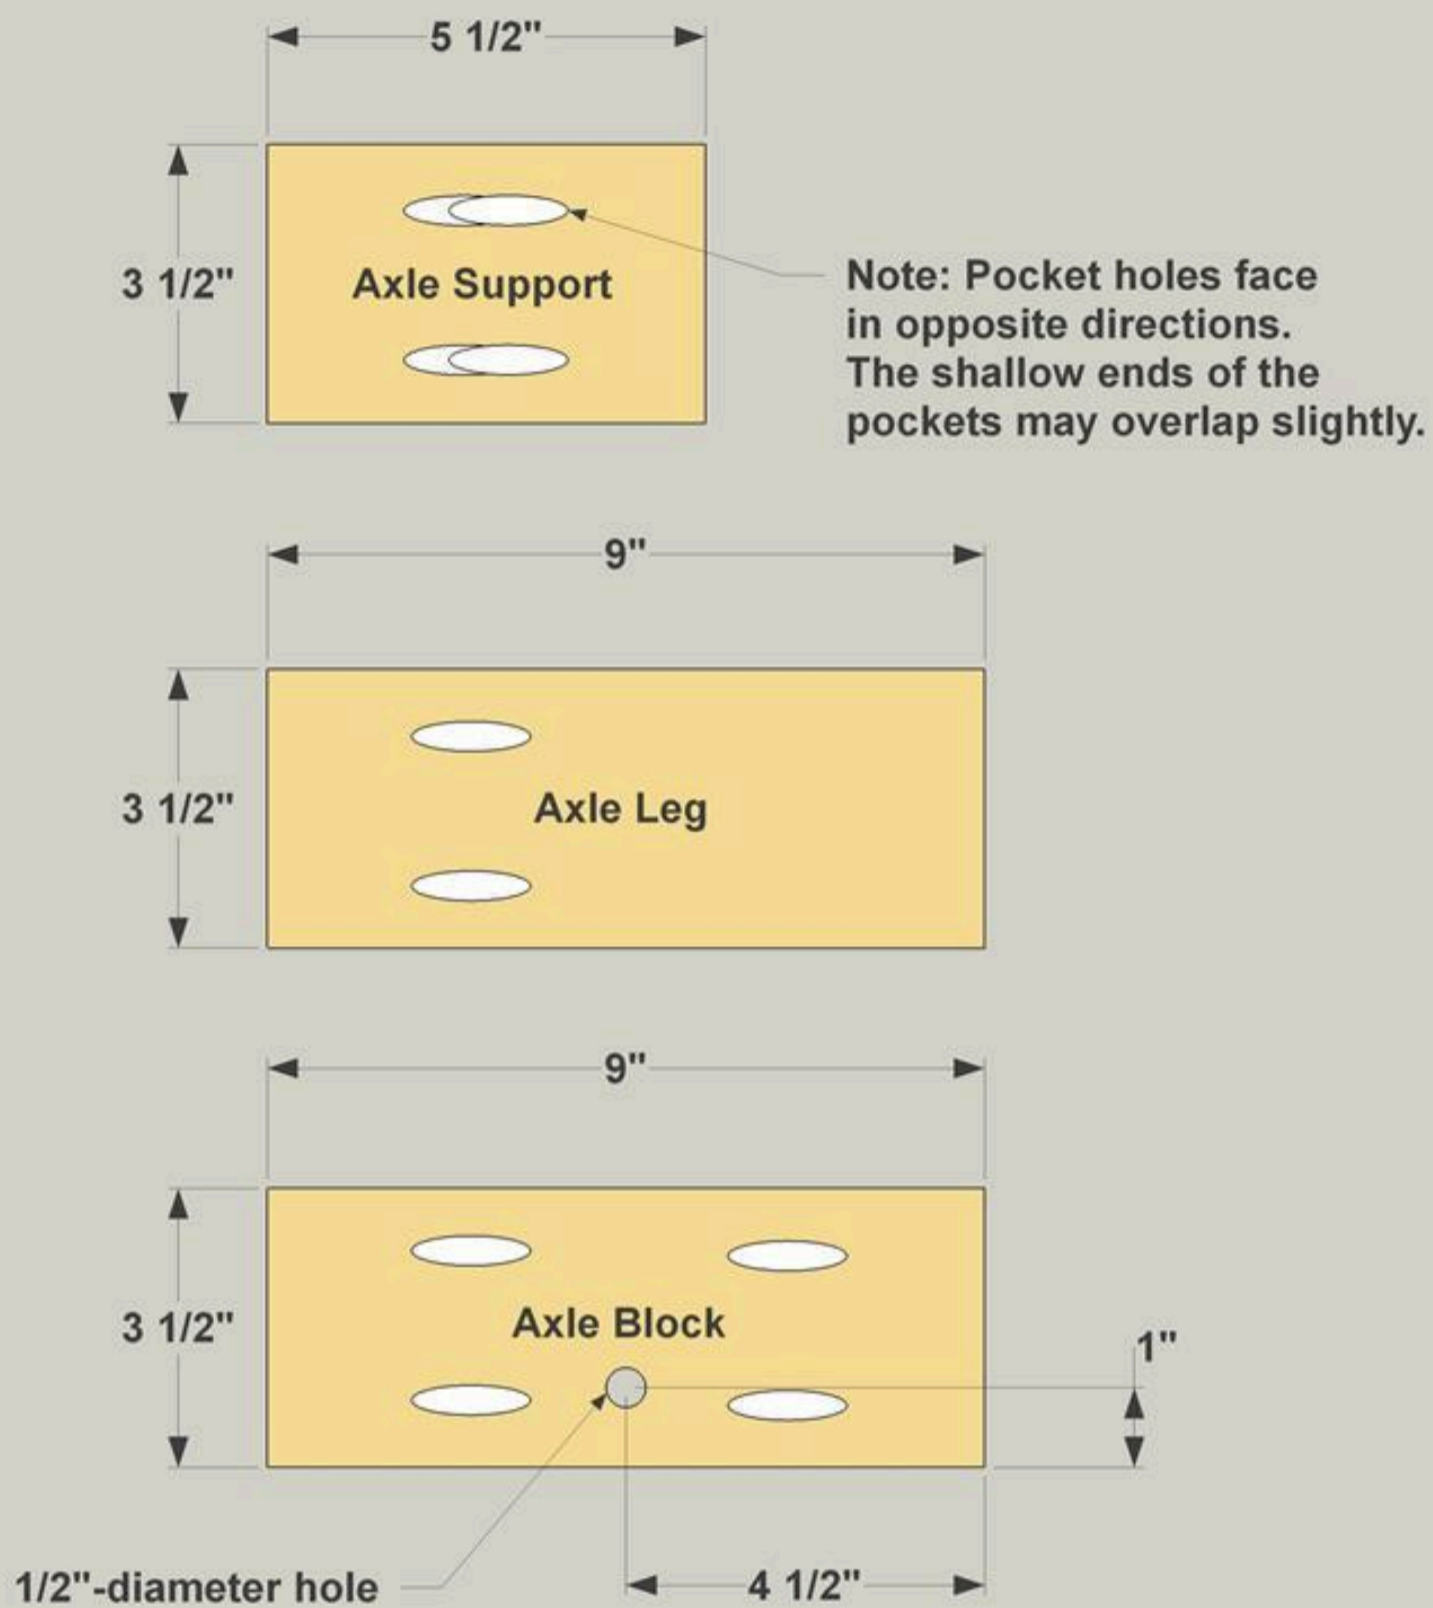 5 1/2"
3 1/2"
Axle Support
Note: Pocket holes face
in opposite directions.
The shallow ends of the
pockets may overlap slightly.
9"
3 1/2"
Axle Leg
9"
3 1/2"
Axle Block
1"
1/2"-diameter hole
4 1/2"